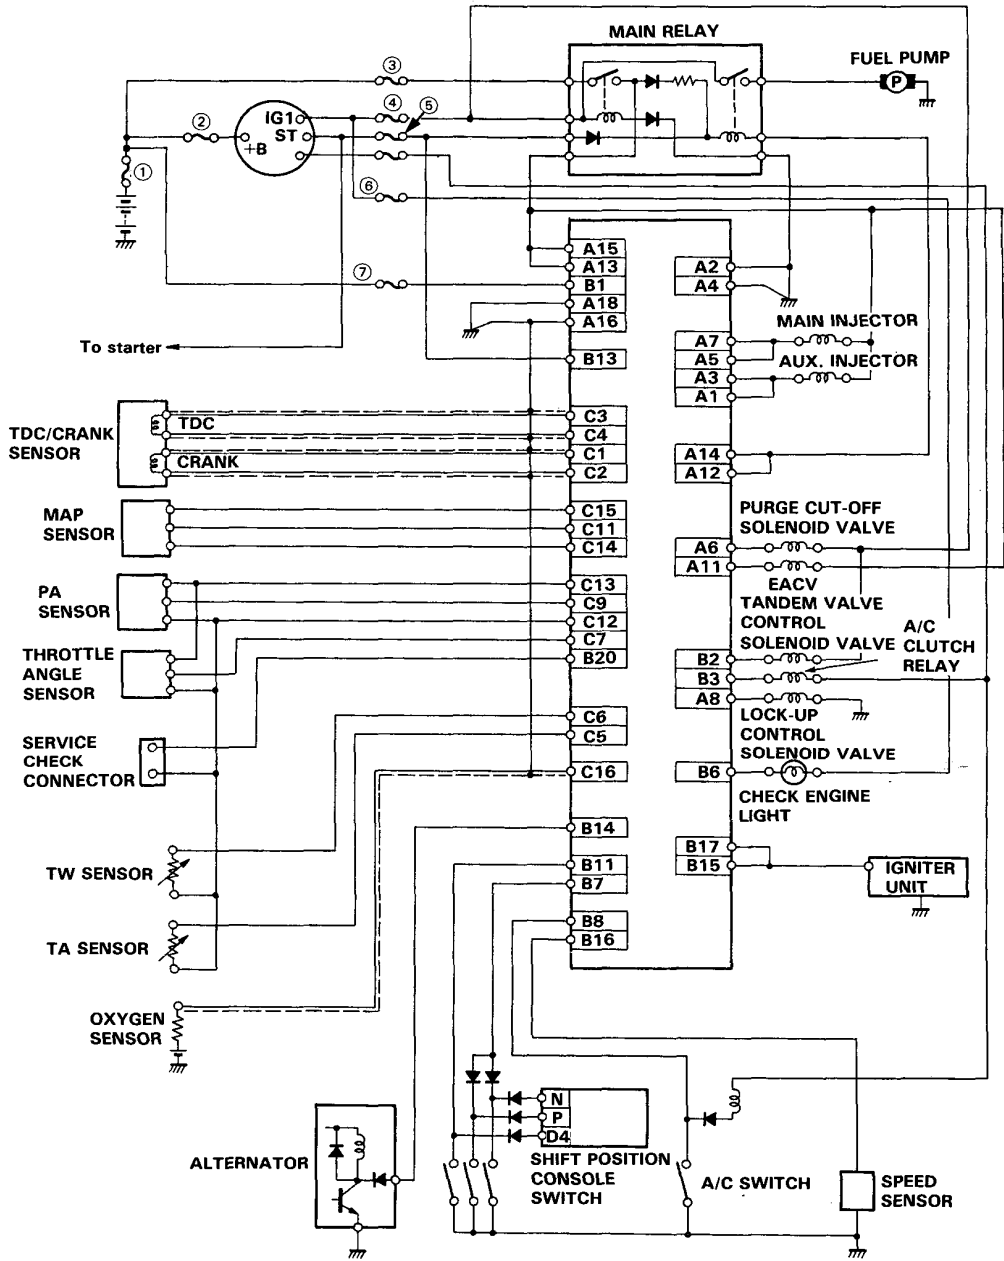 MAIN RELAY
FUEL PUMP
P
③
④
⑤
②
①
IG1
ST
+B
⑥
⑦
To starter
A15
A13
B1
A18
A16
B13
C3
C4
C1
C2
C15
C11
C14
C13
C9
C12
C7
B20
C6
C5
C16
B14
B11
B7
B8
B16
A2
A4
A7
A5
A3
A1
A14
A12
A6
A11
B2
B3
A8
B6
B17
B15
MAIN INJECTOR
AUX. INJECTOR
PURGE CUT-OFF
SOLENOID VALVE
EACV
TANDEM VALVE
CONTROL
SOLENOID VALVE
A/C
CLUTCH
RELAY
LOCK-UP
CONTROL
SOLENOID VALVE
CHECK ENGINE
LIGHT
IGNITER
UNIT
TDC/CRANK
SENSOR
TDC
CRANK
MAP
SENSOR
PA
SENSOR
THROTTLE
ANGLE
SENSOR
SERVICE
CHECK
CONNECTOR
TW SENSOR
TA SENSOR
OXYGEN
SENSOR
ALTERNATOR
N
P
D4
SHIFT POSITION
CONSOLE
SWITCH
A/C SWITCH
SPEED
SENSOR